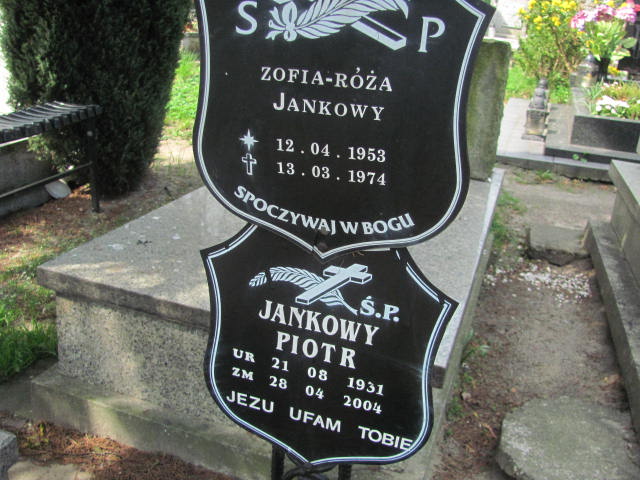 Ś P
ZOFIA-RÓŻA
JANKOWY
12.04.1953
13.03.1974
SPOCZYWAJ W BOGU
Ś.P.
JANKOWY
PIOTR
UR 21 08 1931
ZM 28 04 2004
JEZU UFAM TOBIE